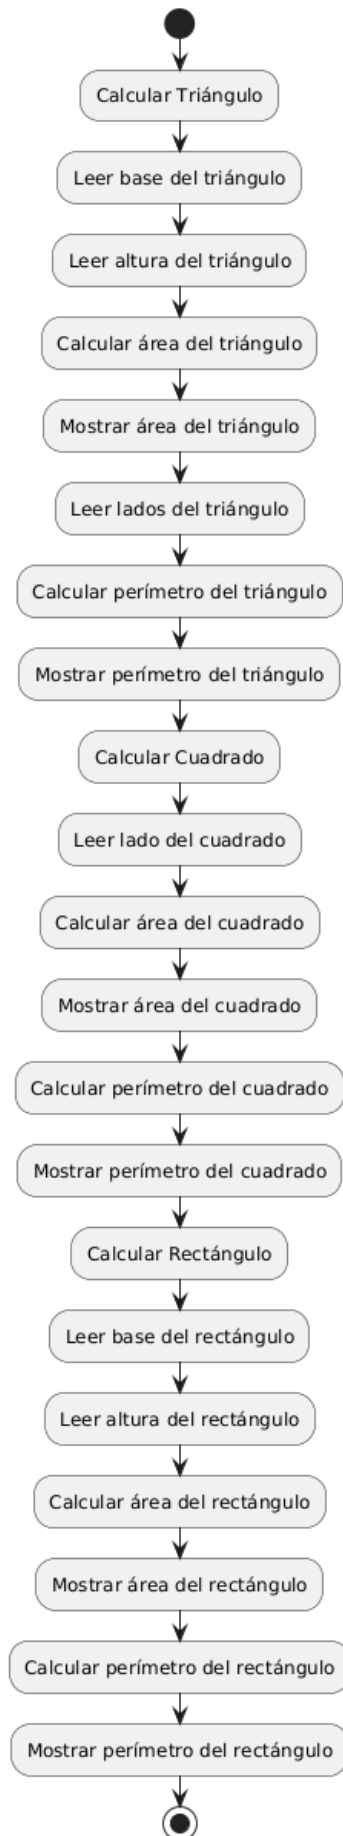 Calcular Triángulo
Leer base del triángulo
Leer altura del triángulo
Calcular área del triángulo
Mostrar área del triángulo
Leer lados del triángulo
Calcular perímetro del triángulo
Mostrar perímetro del triángulo
Calcular Cuadrado
Leer lado del cuadrado
Calcular área del cuadrado
Mostrar área del cuadrado
Calcular perímetro del cuadrado
Mostrar perímetro del cuadrado
Calcular Rectángulo
Leer base del rectángulo
Leer altura del rectángulo
Calcular área del rectángulo
Mostrar área del rectángulo
Calcular perímetro del rectángulo
Mostrar perímetro del rectángulo